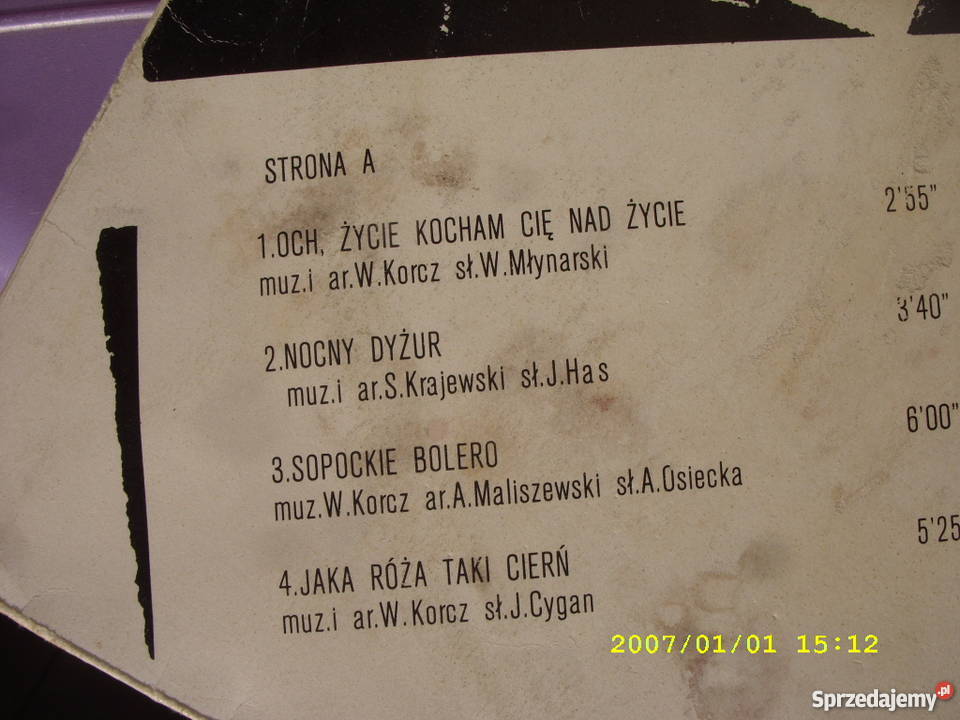 STRONA A
1.OCH, ŻYCIE KOCHAM CIĘ NAD ŻYCIE 2'55"
muz.i ar.W.Korcz sł.W.Młynarski
2.NOCNY DYŻUR 3'40"
muz.i ar.S.Krajewski sł.J.Has
3.SOPOCKIE BOLERO 6'00"
muz.W.Korcz ar.A.Maliszewski sł.A.Osiecka
4.JAKA RÓŻA TAKI CIERŃ 5'25
muz.i ar.W.Korcz sł.J.Cygan
2007/01/01 15:12
Sprzedajemy.pl